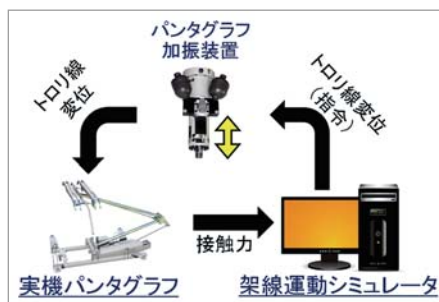 パンタグラフ
加振装置
トロリ線
変位
トロリ線変位
(指令)
接触力
実機パンタグラフ
架線運動シミュレータ